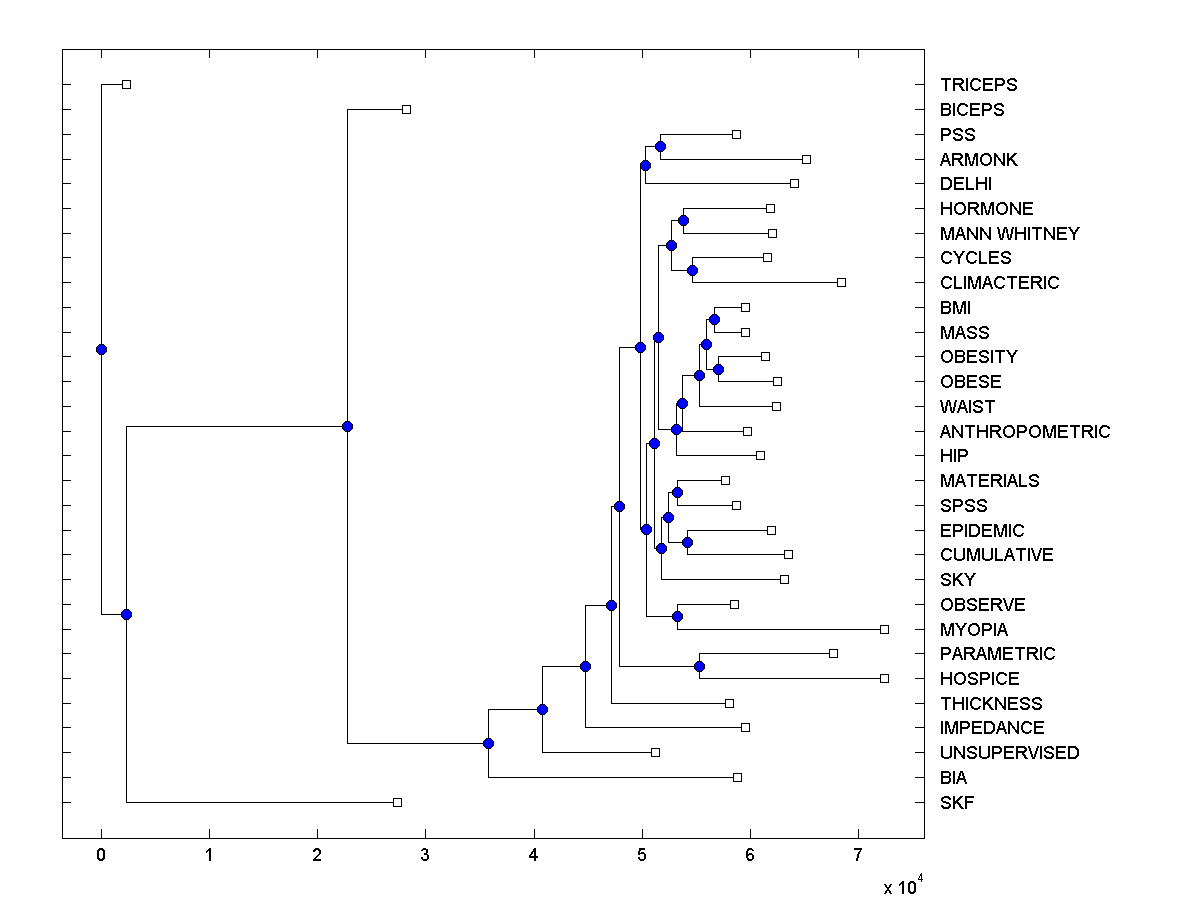 TRICEPS
BICEPS
PSS
ARMONK
DELHI
HORMONE
MANN WHITNEY
CYCLES
CLIMACTERIC
BMI
MASS
OBESITY
OBESE
WAIST
ANTHROPOMETRIC
HIP
MATERIALS
SPSS
EPIDEMIC
CUMULATIVE
SKY
OBSERVE
MYOPIA
PARAMETRIC
HOSPICE
THICKNESS
IMPEDANCE
UNSUPERVISED
BIA
SKF
0 1 2 3 4 5 6 7
x 10^4